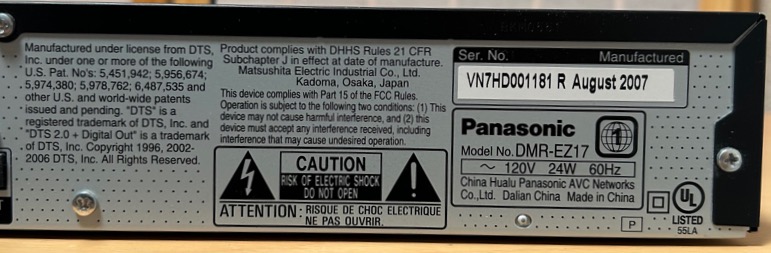 Manufactured under license from DTS,
Inc. under one or more of the following
U.S. Pat. No's: 5,451,942; 5,956,674;
5,974,380; 5,978,762; 6,487,535 and
other U.S. and world-wide patents
issued and pending. "DTS" is a
registered trademark of DTS, Inc. and
"DTS 2.0 + Digital Out" is a trademark
of DTS, Inc. Copyright 1996, 2002-
2006 DTS, Inc. All Rights Reserved.
Product complies with DHHS Rules 21 CFR
Subchapter J in effect at date of manufacture.
Matsushita Electric Industrial Co., Ltd.
Kadoma, Osaka, Japan
This device complies with Part 15 of the FCC Rules.
Operation is subject to the following two conditions: (1) This
device may not cause harmful interference, and (2) this
device must accept any interference received, including
interference that may cause undesired operation.
CAUTION
RISK OF ELECTRIC SHOCK
DO NOT OPEN
ATTENTION : RISQUE DE CHOC ELECTRIQUE
NE PAS OUVRIR.
Ser. No. Manufactured
VN7HD001181 R August 2007
Panasonic 1
Model No. DMR-EZ17
~ 120V 24W 60Hz
China Hualu Panasonic AVC Networks
Co.,Ltd. Dalian China Made in China
UL
LISTED
55LA
P